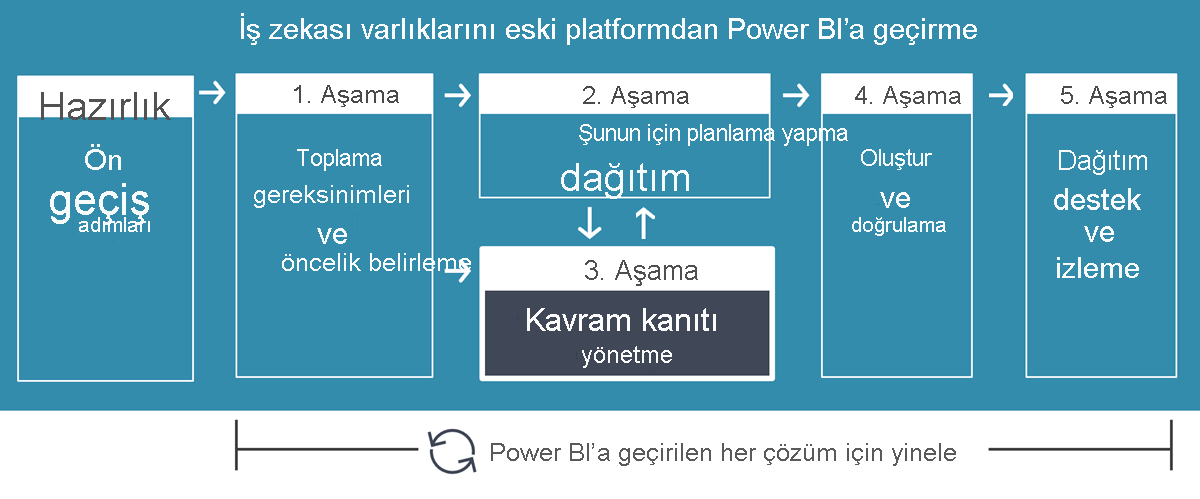 İş zekası varlıklarını eski platformdan Power BI’a geçirme
Hazırlık
Ön
geçiş
adımları
1. Aşama
Toplama
gereksinimleri
ve
öncelik belirleme
2. Aşama
Şunun için planlama yapma
dağıtım
3. Aşama
Kavram kanıtı
yönetme
4. Aşama
Oluştur
ve
doğrulama
5. Aşama
Dağıtım
destek
ve
izleme
Power BI’a geçirilen her çözüm için yinele